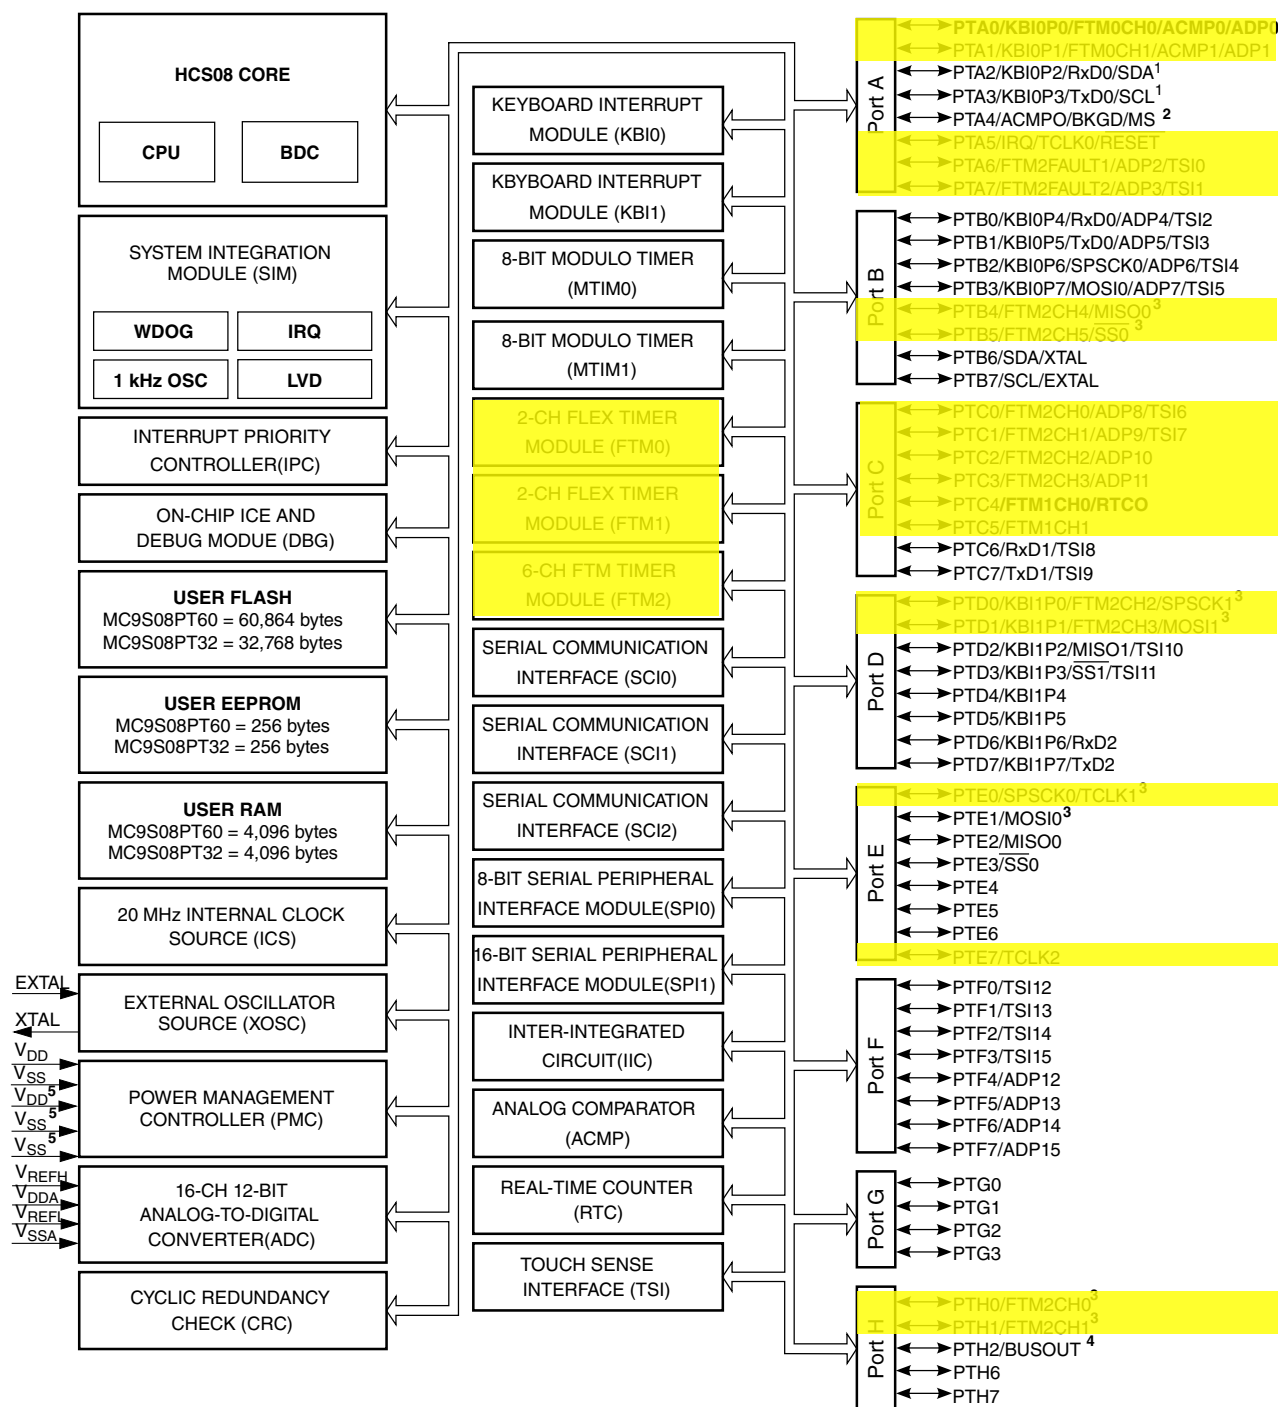 HCS08 CORE
CPU
BDC
SYSTEM INTEGRATION
MODULE (SIM)
WDOG
IRQ
1 kHz OSC
LVD
INTERRUPT PRIORITY
CONTROLLER(IPC)
ON-CHIP ICE AND
DEBUG MODUE (DBG)
USER FLASH
MC9S08PT60 = 60,864 bytes
MC9S08PT32 = 32,768 bytes
USER EEPROM
MC9S08PT60 = 256 bytes
MC9S08PT32 = 256 bytes
USER RAM
MC9S08PT60 = 4,096 bytes
MC9S08PT32 = 4,096 bytes
20 MHz INTERNAL CLOCK
SOURCE (ICS)
EXTAL
XTAL
EXTERNAL OSCILLATOR
SOURCE (XOSC)
VDD
VSS
VDD5
VSS5
VSS5
POWER MANAGEMENT
CONTROLLER (PMC)
VREFH
VDDA
VREFL
VSSA
16-CH 12-BIT
ANALOG-TO-DIGITAL
CONVERTER(ADC)
CYCLIC REDUNDANCY
CHECK (CRC)
KEYBOARD INTERRUPT
MODULE (KBI0)
KBYBOARD INTERRUPT
MODULE (KBI1)
8-BIT MODULO TIMER
(MTIM0)
8-BIT MODULO TIMER
(MTIM1)
2-CH FLEX TIMER
MODULE (FTM0)
2-CH FLEX TIMER
MODULE (FTM1)
6-CH FTM TIMER
MODULE (FTM2)
SERIAL COMMUNICATION
INTERFACE (SCI0)
SERIAL COMMUNICATION
INTERFACE (SCI1)
SERIAL COMMUNICATION
INTERFACE (SCI2)
8-BIT SERIAL PERIPHERAL
INTERFACE MODULE(SPI0)
16-BIT SERIAL PERIPHERAL
INTERFACE MODULE(SPI1)
INTER-INTEGRATED
CIRCUIT(IIC)
ANALOG COMPARATOR
(ACMP)
REAL-TIME COUNTER
(RTC)
TOUCH SENSE
INTERFACE (TSI)
Port A
PTA0/KBI0P0/FTM0CH0/ACMP0/ADP0
PTA1/KBI0P1/FTM0CH1/ACMP1/ADP1
PTA2/KBI0P2/RxD0/SDA1
PTA3/KBI0P3/TxD0/SCL1
PTA4/ACMPO/BKGD/MS 2
PTA5/IRQ/TCLK0/RESET
PTA6/FTM2FAULT1/ADP2/TSI0
PTA7/FTM2FAULT2/ADP3/TSI1
Port B
PTB0/KBI0P4/RxD0/ADP4/TSI2
PTB1/KBI0P5/TxD0/ADP5/TSI3
PTB2/KBI0P6/SPSCK0/ADP6/TSI4
PTB3/KBI0P7/MOSI0/ADP7/TSI5
PTB4/FTM2CH4/MISO0 3
PTB5/FTM2CH5/SS0 3
PTB6/SDA/XTAL
PTB7/SCL/EXTAL
Port C
PTC0/FTM2CH0/ADP8/TSI6
PTC1/FTM2CH1/ADP9/TSI7
PTC2/FTM2CH2/ADP10
PTC3/FTM2CH3/ADP11
PTC4/FTM1CH0/RTCO
PTC5/FTM1CH1
PTC6/RxD1/TSI8
PTC7/TxD1/TSI9
Port D
PTD0/KBI1P0/FTM2CH2/SPSCK1 3
PTD1/KBI1P1/FTM2CH3/MOSI1 3
PTD2/KBI1P2/MISO1/TSI10
PTD3/KBI1P3/SS1/TSI11
PTD4/KBI1P4
PTD5/KBI1P5
PTD6/KBI1P6/RxD2
PTD7/KBI1P7/TxD2
Port E
PTE0/SPSCK0/TCLK1 3
PTE1/MOSI0 3
PTE2/MISO0
PTE3/SS0
PTE4
PTE5
PTE6
PTE7/TCLK2
Port F
PTF0/TSI12
PTF1/TSI13
PTF2/TSI14
PTF3/TSI15
PTF4/ADP12
PTF5/ADP13
PTF6/ADP14
PTF7/ADP15
Port G
PTG0
PTG1
PTG2
PTG3
Port H
PTH0/FTM2CH0 3
PTH1/FTM2CH1 3
PTH2/BUSOUT 4
PTH6
PTH7